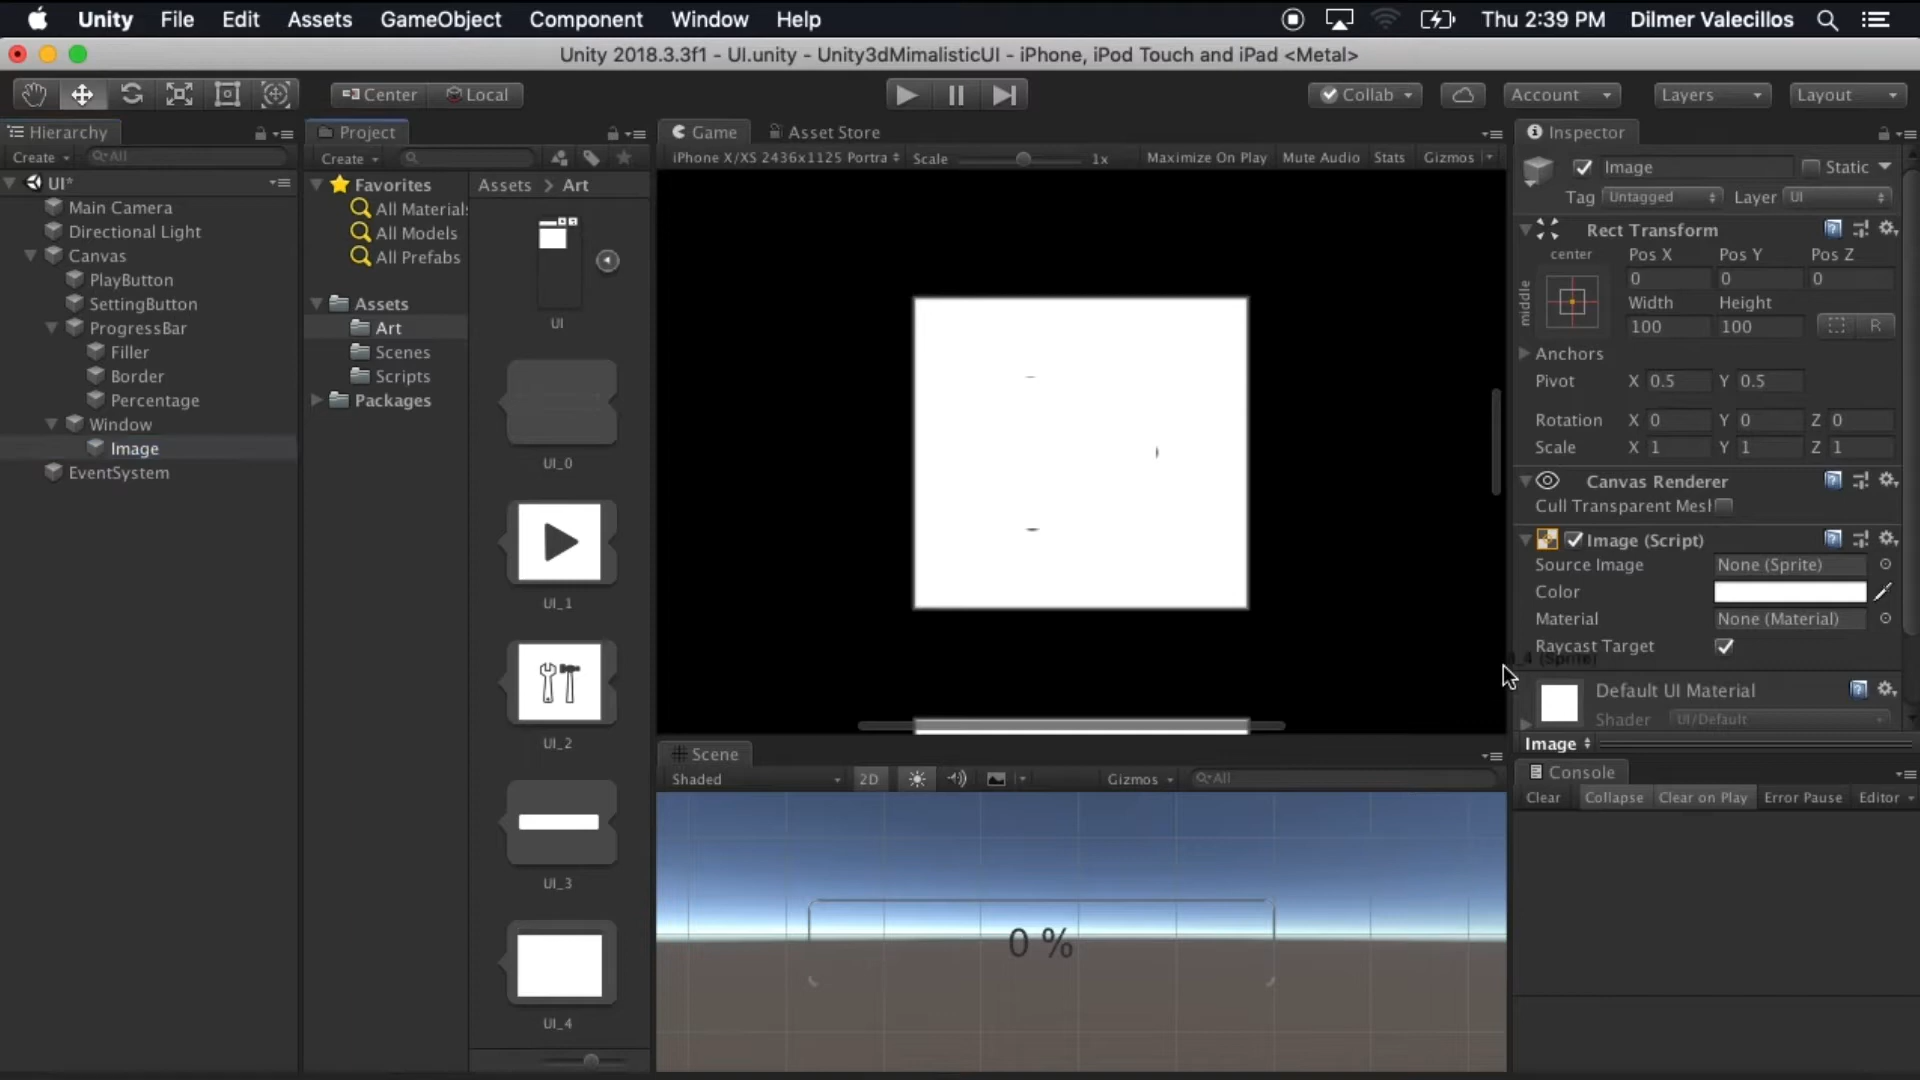 Unity File Edit Assets GameObject Component Window Help Thu 2:39 PM Dilmer Valecillos
Unity 2018.3.3f1 - UI.unity - Unity3dMimalisticUI - iPhone, iPod Touch and iPad <Metal>
Center Local Collab Account Layers Layout
Hierarchy
Create All
UI*
Main Camera
Directional Light
Canvas
PlayButton
SettingButton
ProgressBar
Filler
Border
Percentage
Window
Image
EventSystem
Project
Create
Favorites
All Materials
All Models
All Prefabs
Assets
Art
Scenes
Scripts
Packages
Assets > Art
UI
UI_0
UI_1
UI_2
UI_3
UI_4
Game Asset Store
iPhone X/XS 2436x1125 Portra Scale 1x Maximize On Play Mute Audio Stats Gizmos
Scene
Shaded 2D Gizmos All
0 %
Inspector
Image Static
Tag Untagged Layer UI
Rect Transform
center Pos X Pos Y Pos Z
0 0 0
middle
Width Height
100 100 R
Anchors
Pivot X 0.5 Y 0.5
Rotation X 0 Y 0 Z 0
Scale X 1 Y 1 Z 1
Canvas Renderer
Cull Transparent Mesl
Image (Script)
Source Image None (Sprite)
Color
Material None (Material)
Raycast Target
_4 (Sprite)
Default UI Material
Shader UI/Default
Image
Console
Clear Collapse Clear on Play Error Pause Editor